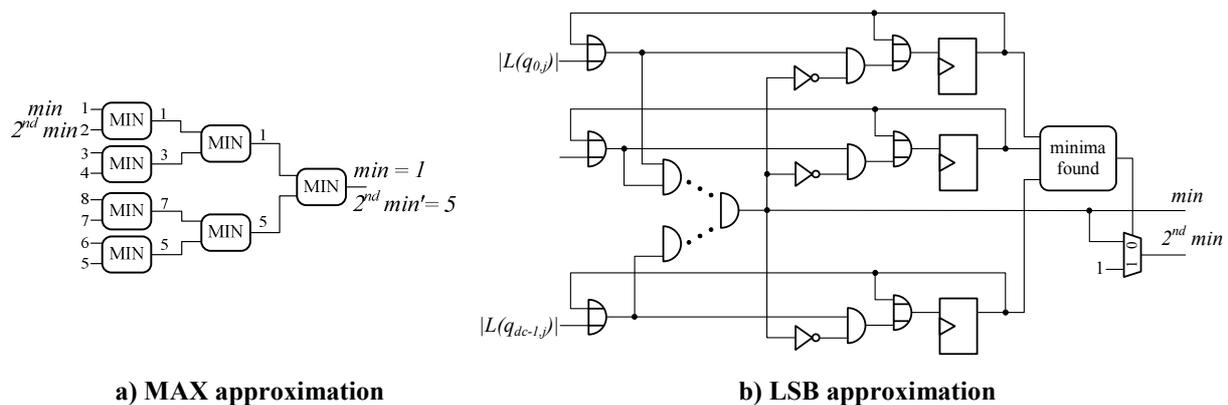 min
2nd min
1
2
3
4
8
7
6
5
MIN
MIN
MIN
MIN
1
3
7
5
MIN
MIN
1
5
MIN
min = 1
2nd min'= 5
a) MAX approximation
|L(q0,j)|
|L(qdc-1,j)|
minima
found
min
2nd min
1
1 0
b) LSB approximation